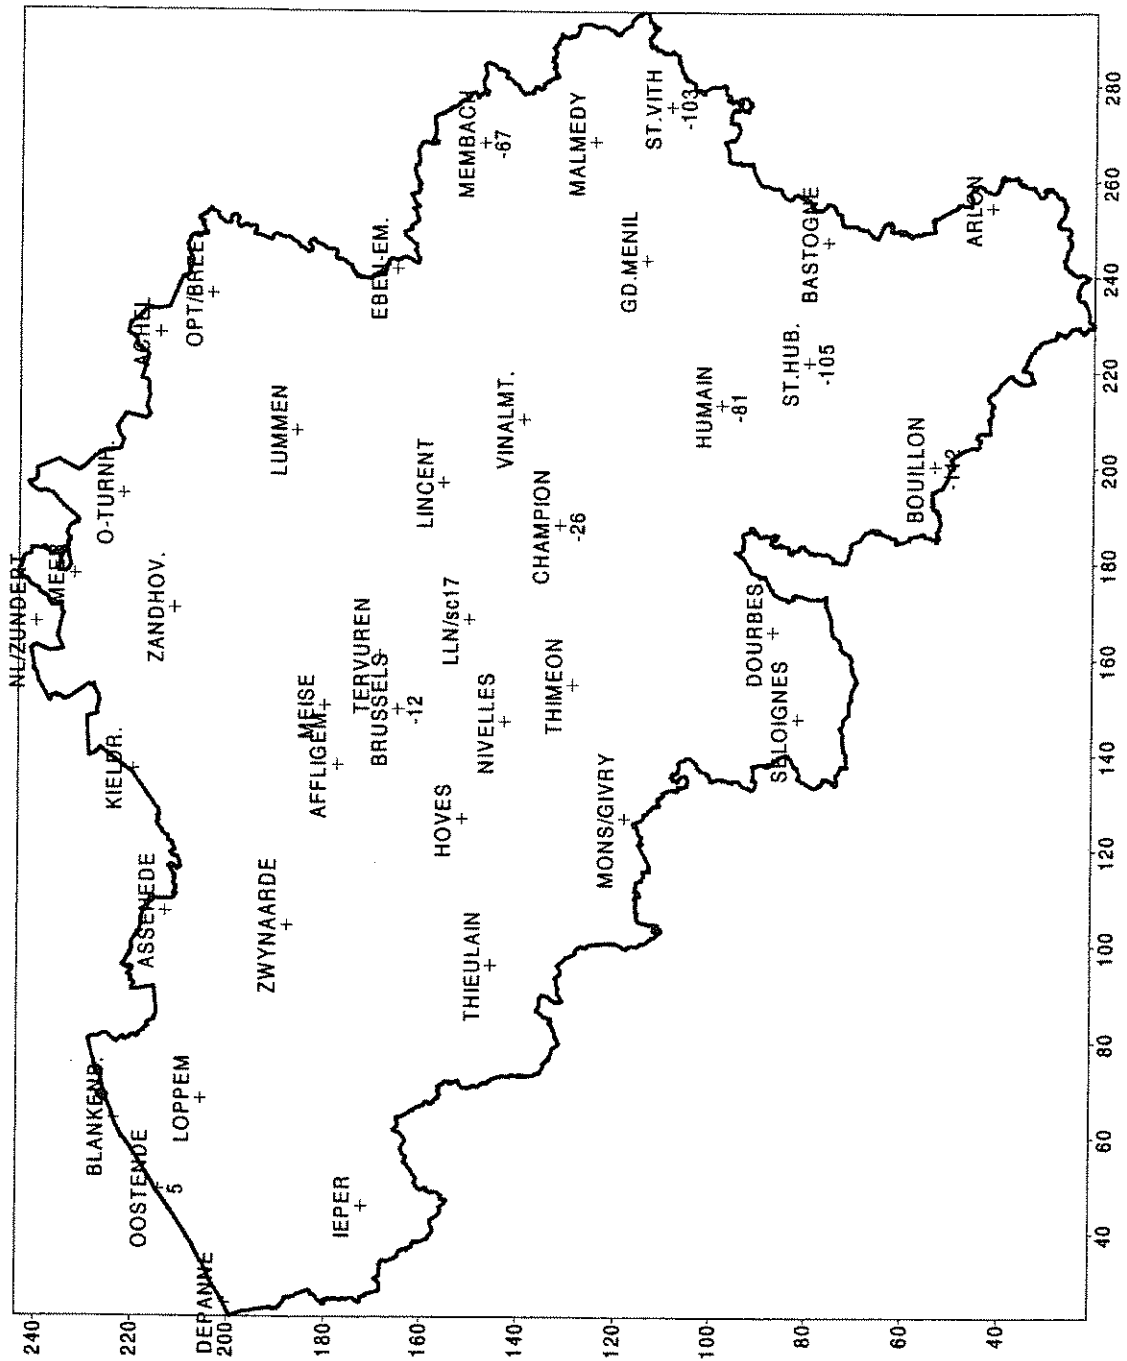 NL/ZUNDERT
MEER
O-TURNH.
ACHEL
OPT/BREE
BLANKEND.
OOSTENDE
5
DEPANNE
LOPPEM
ASSENEDE
KIELDR.
ZANDHOV.
ZWYNAARDE
LUMMEN
MEISE
AFFLIGEM
TERVUREN
BRUSSELS
-12
EBEN-EM.
IEPER
HOVES
LLN/sc17
LINCENT
THIEULAIN
NIVELLES
VINALMT.
MEMBACH
-67
THIMEON
CHAMPION
-26
MALMEDY
MONS/GIVRY
GD.MENIL
ST.VITH
-103
HUMAIN
-81
DOURBES
SELOIGNES
ST.HUB.
-105
BASTOGNE
BOUILLON
ARLON
240
220
200
180
160
140
120
100
80
60
40
40
60
80
100
120
140
160
180
200
220
240
260
280